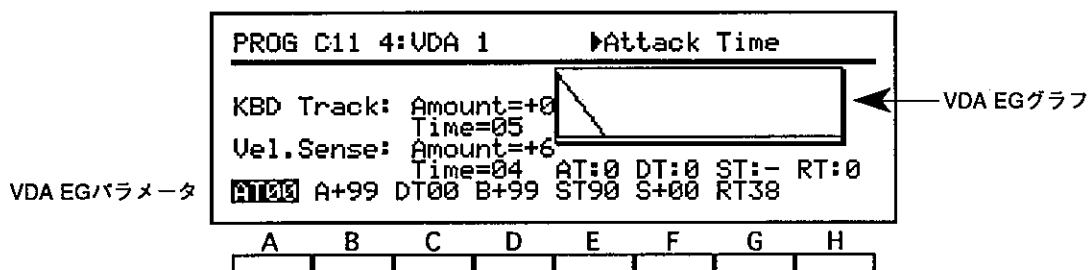 PROG C11 4:VDA 1 ▶Attack Time
KBD Track: Amount=+0
Time=05
Vel.Sense: Amount=+6
Time=04 AT:0 DT:0 ST:- RT:0
AT00 A+99 DT00 B+99 ST90 S+00 RT38
VDA EGグラフ
VDA EGパラメータ
A B C D E F G H